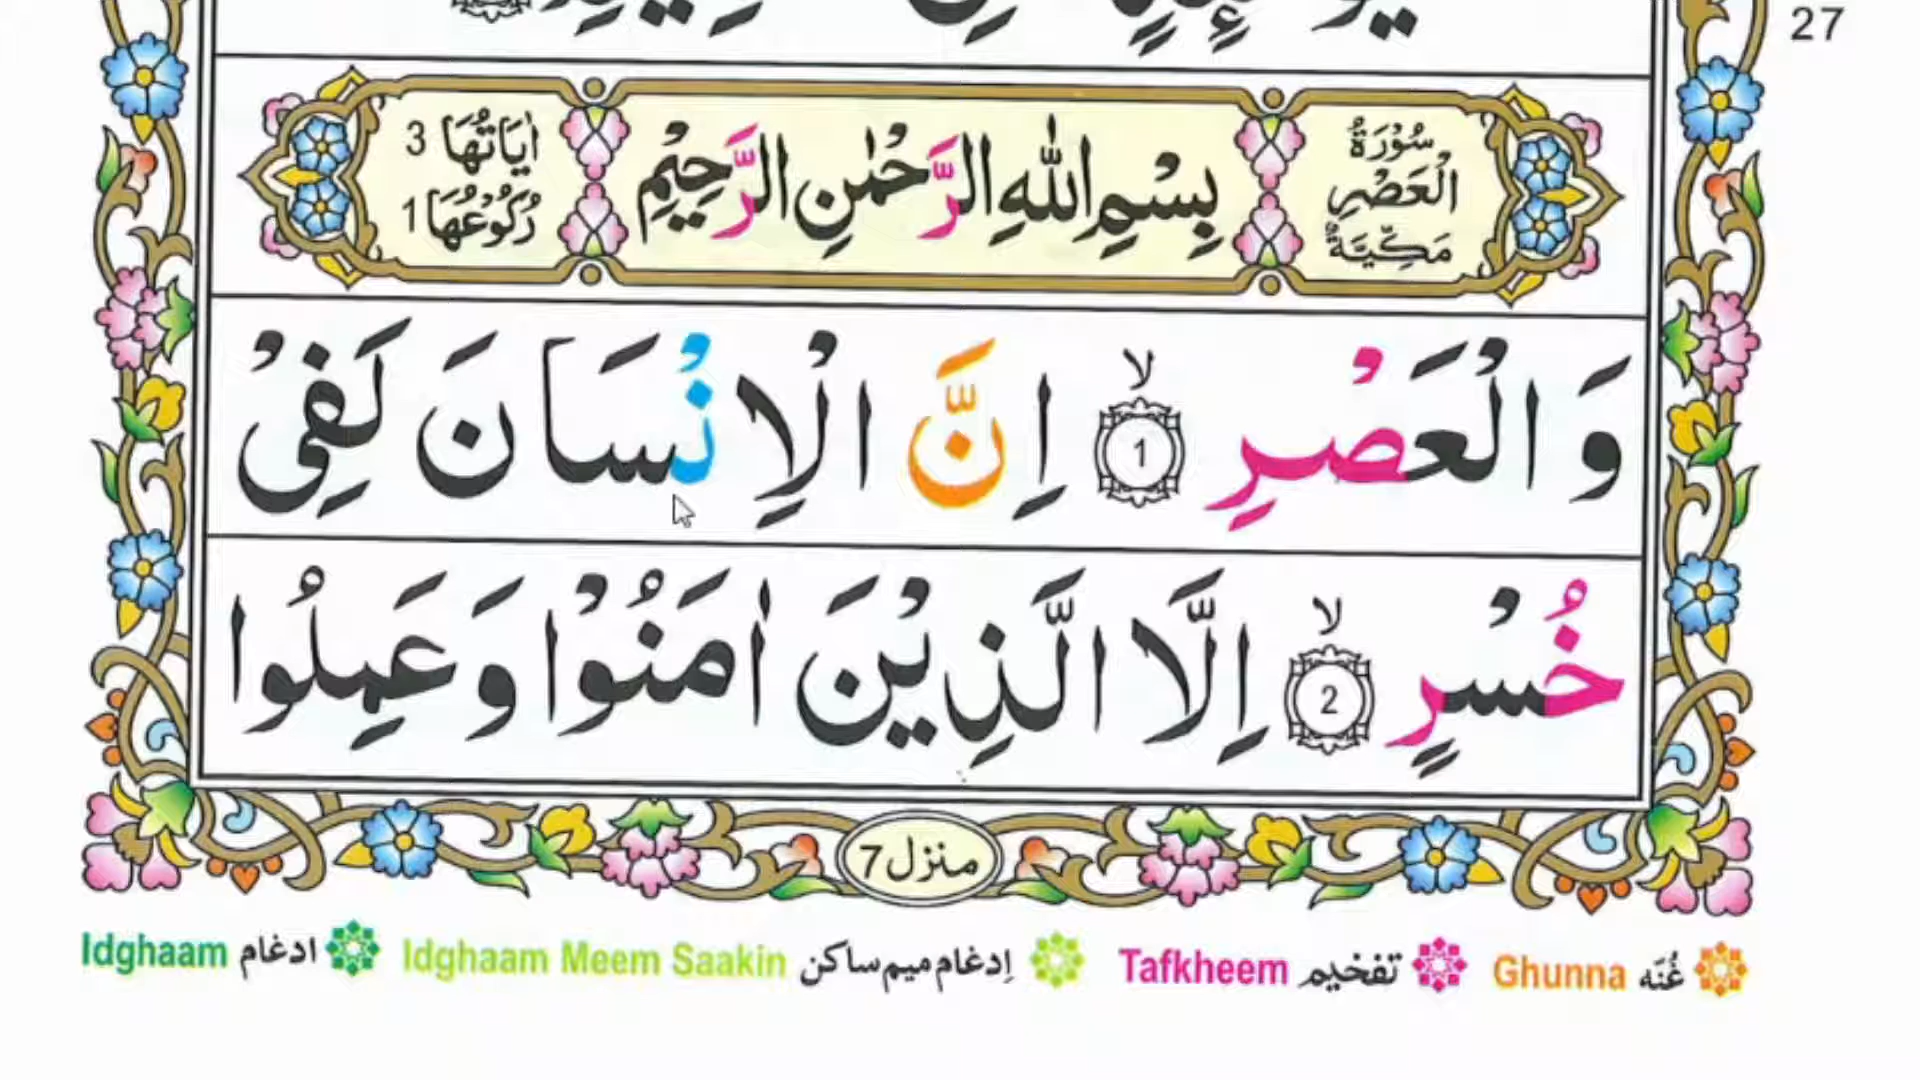 27
سُوْرَةُ الْعَصْرِ مَكِّيَّةٌ
بِسْمِ اللّٰهِ الرَّحْمٰنِ الرَّحِيْمِ
اٰيَاتُهَا 3
رُكُوْعُهَا 1
وَ الْعَصْرِ ۙ 1 اِنَّ الْاِنْسَانَ لَفِیْ
خُسْرٍ ۙ 2 اِلَّا الَّذِيْنَ اٰمَنُوْا وَ عَمِلُوا
منزل 7
Idghaam ادغام Idghaam Meem Saakin اِدغام میم ساکن Tafkheem تفخیم Ghunna غُنّه